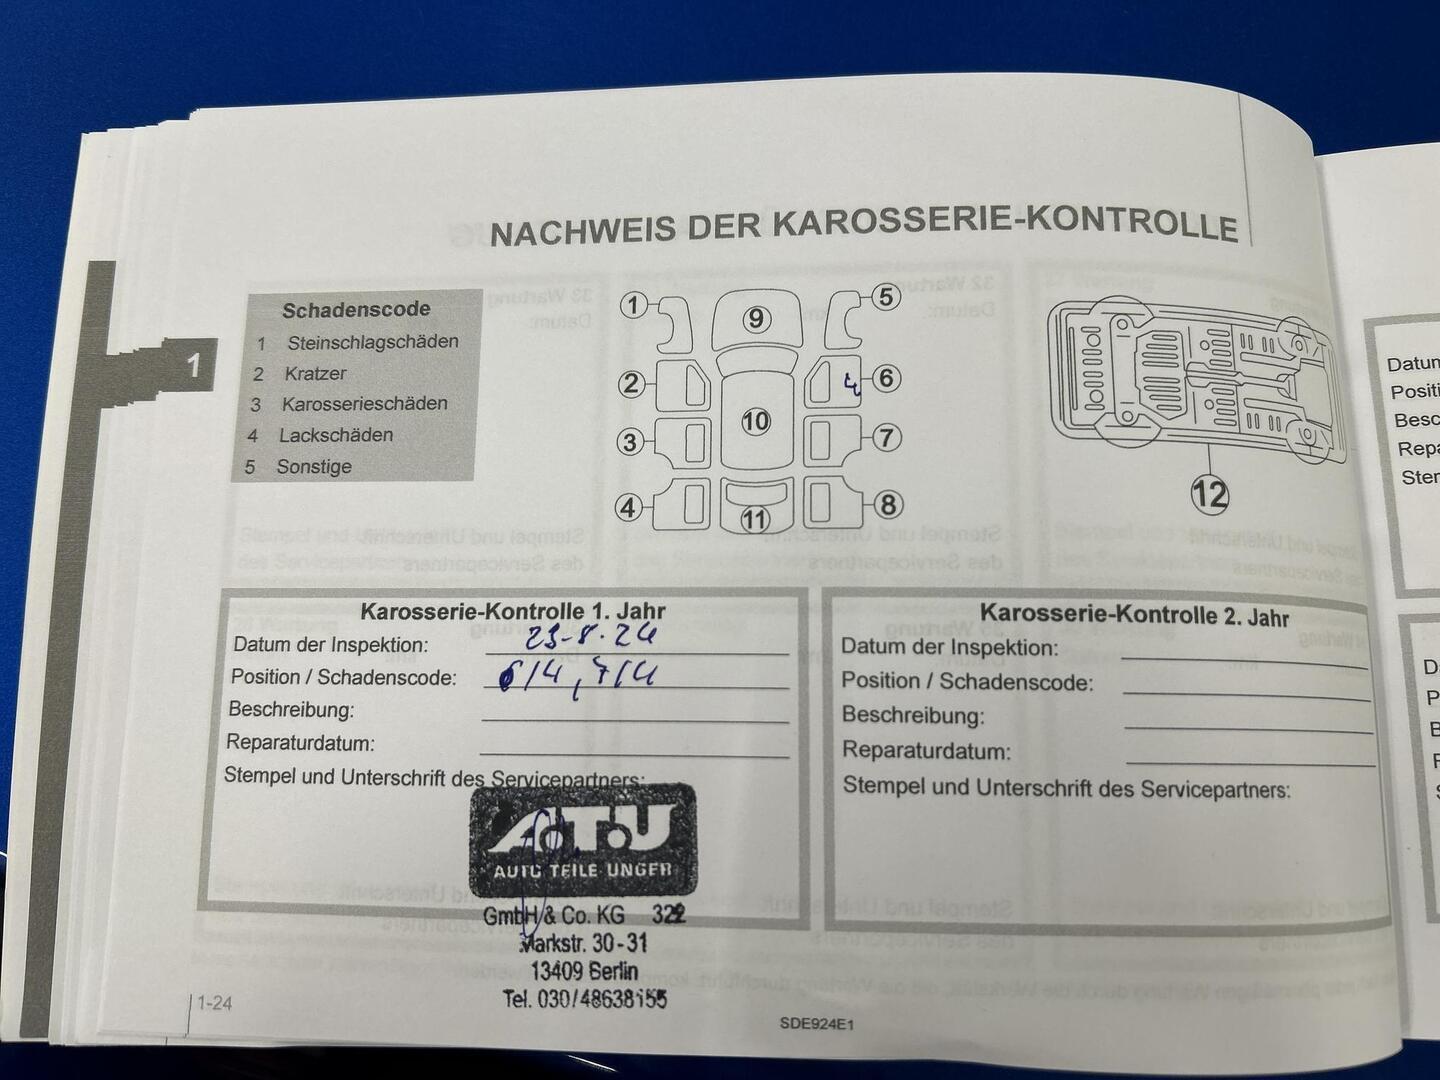 NACHWEIS DER KAROSSERIE-KONTROLLE
1
Schadenscode
1 Steinschlagschäden
2 Kratzer
3 Karosserieschäden
4 Lackschäden
5 Sonstige
1
9
5
2
10
4
6
3
7
4
11
8
12
Karosserie-Kontrolle 1. Jahr
Datum der Inspektion: 23-8.24
Position / Schadenscode: 6/4, 7/4
Beschreibung:
Reparaturdatum:
Stempel und Unterschrift des Servicepartners:
A.T.U
AUTO TEILE UNGER
GmbH & Co. KG 322
Markstr. 30-31
13409 Berlin
Tel. 030/48638155
Karosserie-Kontrolle 2. Jahr
Datum der Inspektion:
Position / Schadenscode:
Beschreibung:
Reparaturdatum:
Stempel und Unterschrift des Servicepartners:
1-24
SDE924E1